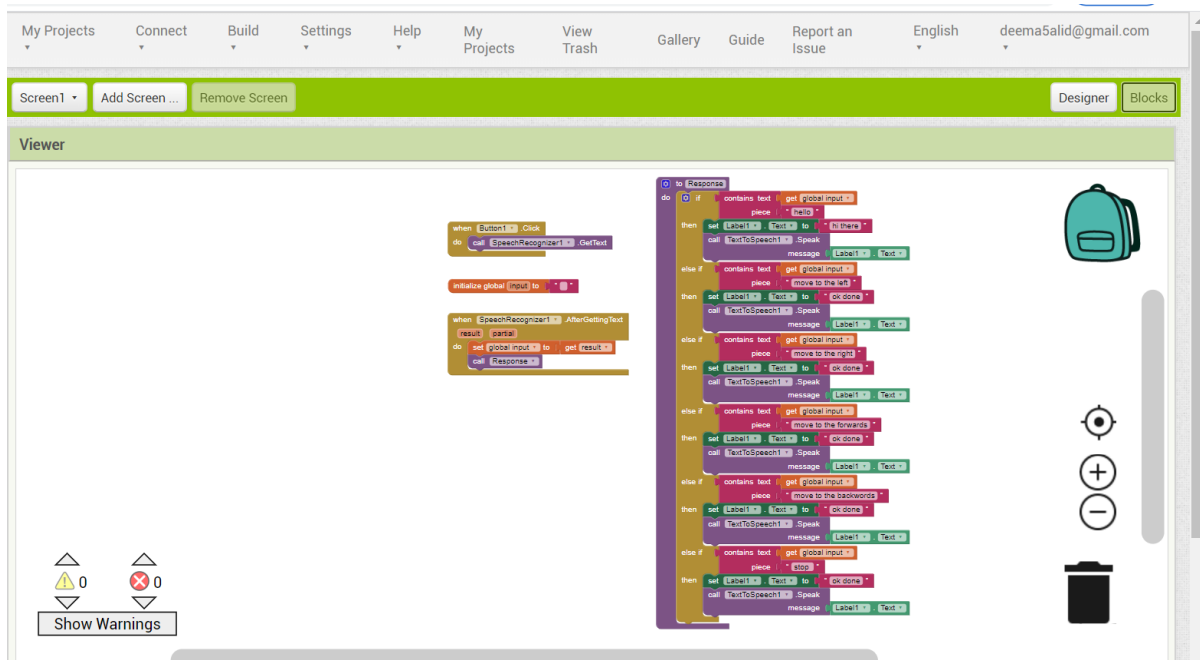 My Projects Connect Build Settings Help My Projects View Trash Gallery Guide Report an Issue English deema5alid@gmail.com
Screen1 Add Screen ... Remove Screen Designer Blocks
Viewer
when Button1 .Click
do call SpeechRecognizer1 .GetText
initialize global input to " "
when SpeechRecognizer1 .AfterGettingText
result partial
do set global input to get result
call Response
to Response
do if contains text get global input
piece " hello "
then set Label1 . Text to " hi there "
call TextToSpeech1 .Speak
message Label1 . Text
else if contains text get global input
piece " move to the left "
then set Label1 . Text to " ok done "
call TextToSpeech1 .Speak
message Label1 . Text
else if contains text get global input
piece " move to the right "
then set Label1 . Text to " ok done "
call TextToSpeech1 .Speak
message Label1 . Text
else if contains text get global input
piece " move to the forwards "
then set Label1 . Text to " ok done "
call TextToSpeech1 .Speak
message Label1 . Text
else if contains text get global input
piece " move to the backwords "
then set Label1 . Text to " ok done "
call TextToSpeech1 .Speak
message Label1 . Text
else if contains text get global input
piece " stop "
then set Label1 . Text to " ok done "
call TextToSpeech1 .Speak
message Label1 . Text
0 0
Show Warnings